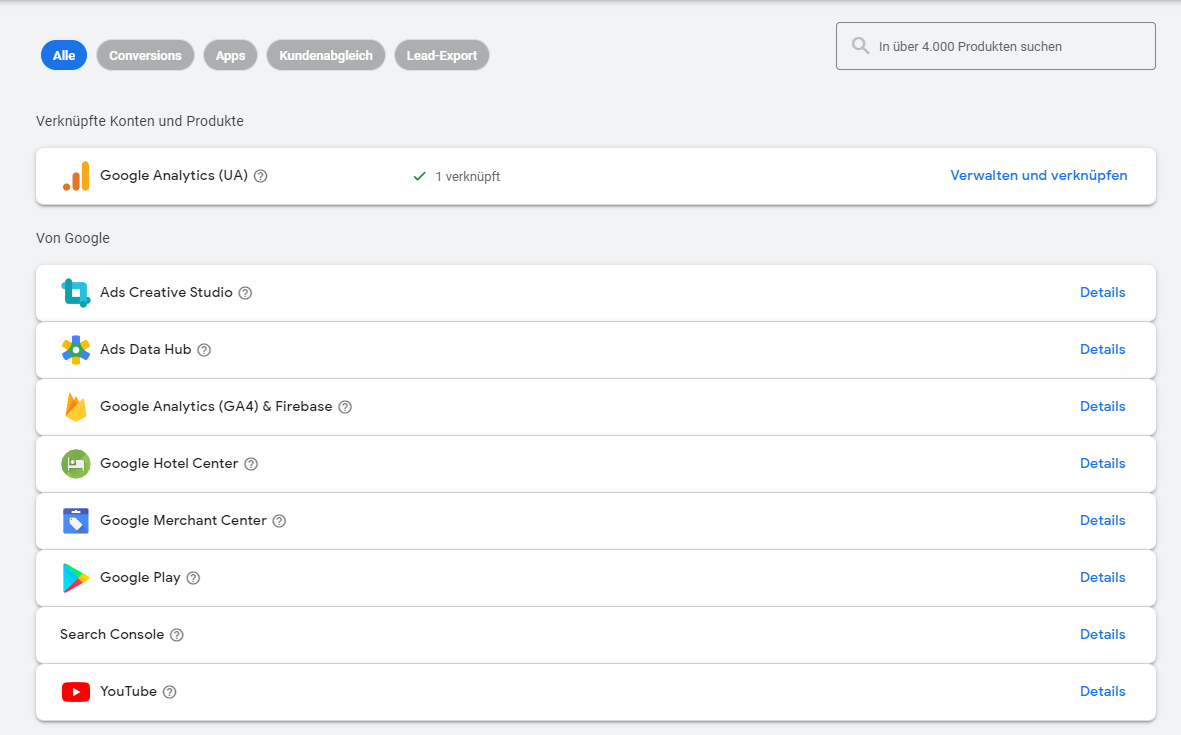 Alle Conversions Apps Kundenabgleich Lead-Export In über 4.000 Produkten suchen
Verknüpfte Konten und Produkte
Google Analytics (UA) 1 verknüpft Verwalten und verknüpfen
Von Google
Ads Creative Studio Details
Ads Data Hub Details
Google Analytics (GA4) & Firebase Details
Google Hotel Center Details
Google Merchant Center Details
Google Play Details
Search Console Details
YouTube Details